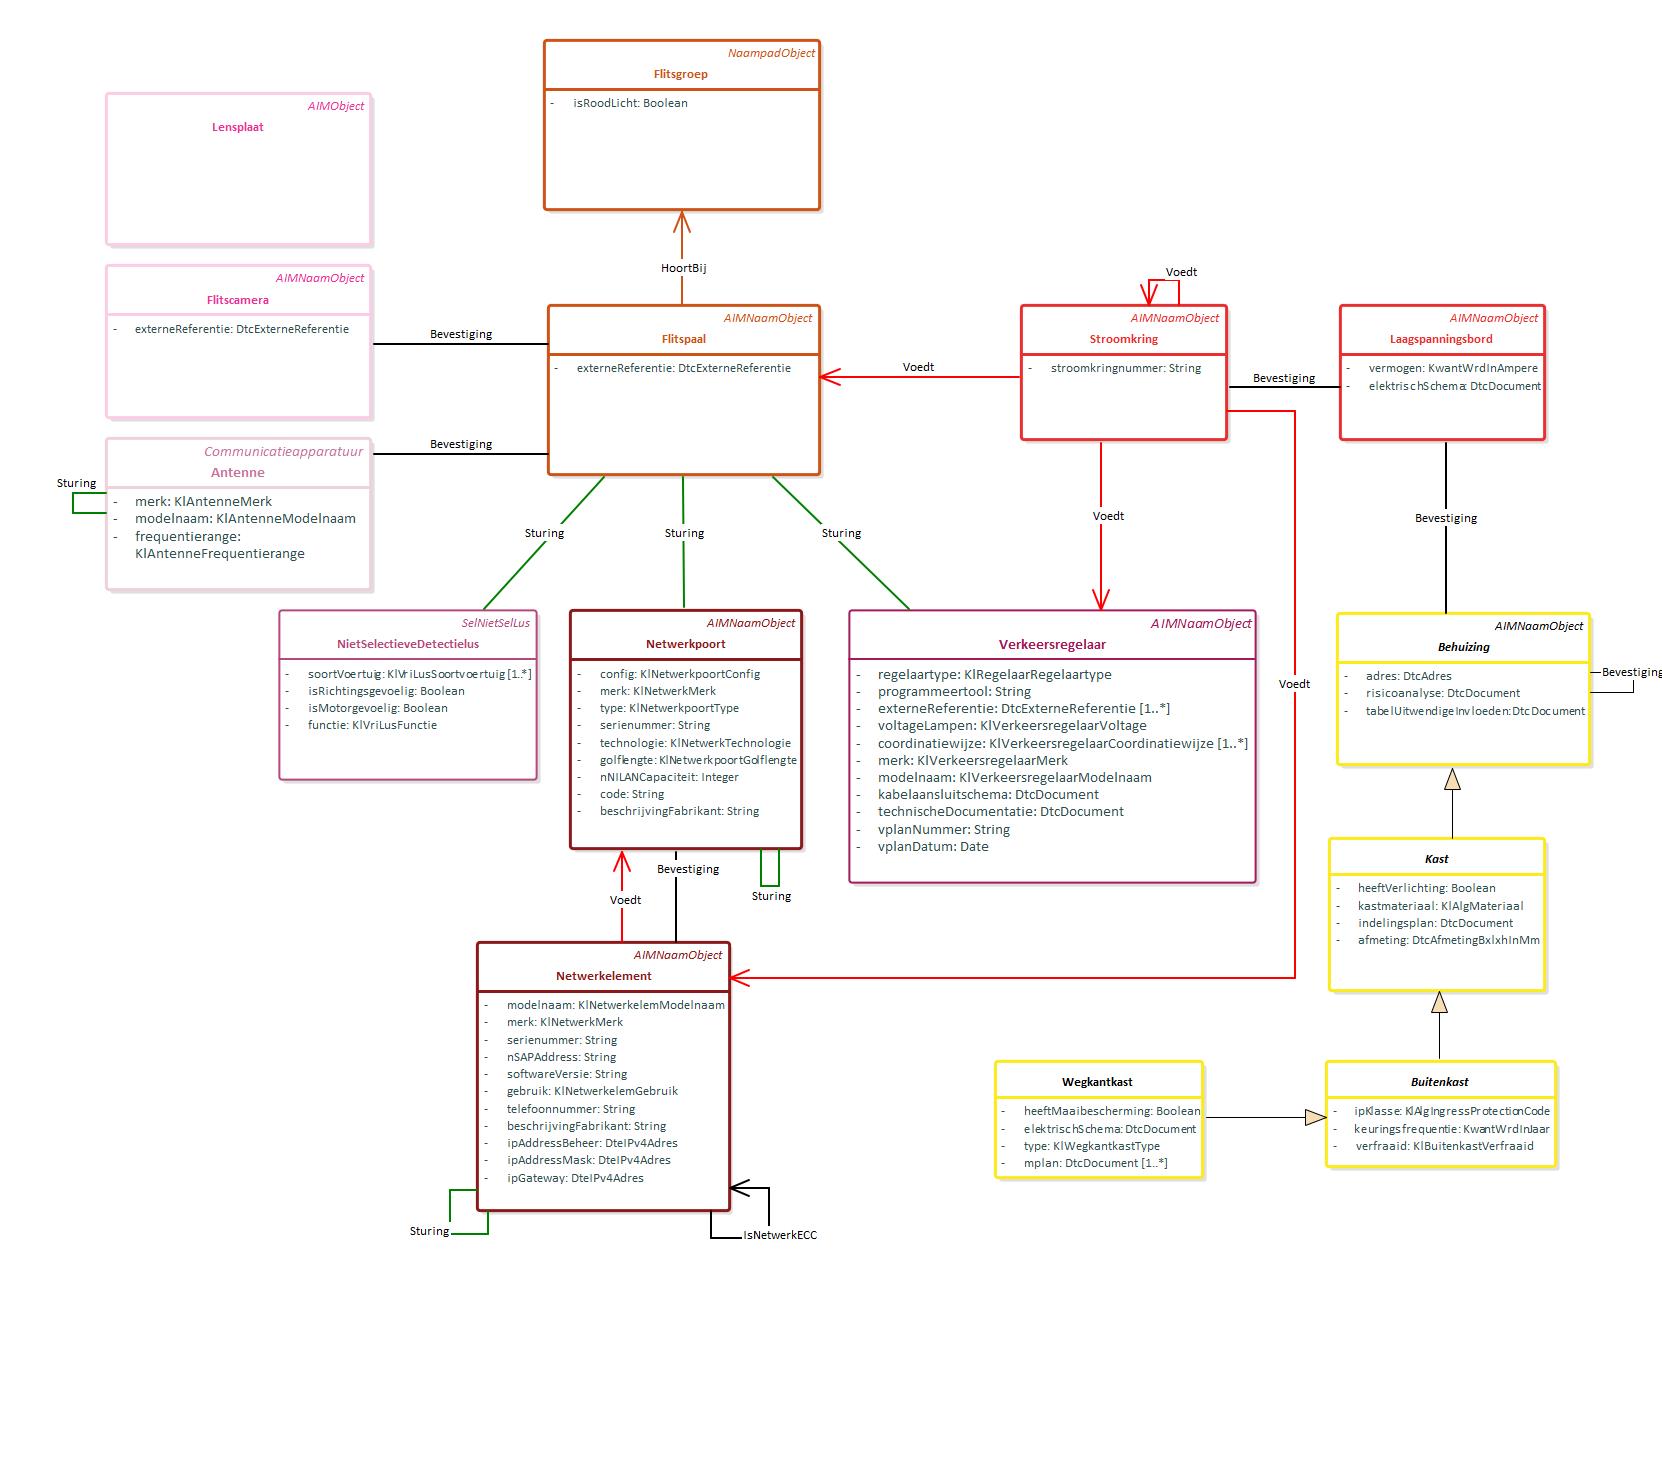 NaampadObject
Flitsgroep
- isRoodLicht: Boolean
AIMObject
Lensplaat
HoortBij
AIMNaamObject
Flitscamera
- externeReferentie: DtcExterneReferentie
Bevestiging
AIMNaamObject
Flitspaal
- externeReferentie: DtcExterneReferentie
Voedt
Voedt
AIMNaamObject
Stroomkring
- stroomkringnummer: String
Bevestiging
AIMNaamObject
Laagspanningsbord
- vermogen: KwantWrdInAmpere
- elektrischSchema: DtcDocument
Communicatieapparatuur
Antenne
- merk: KlAntenneMerk
- modelnaam: KlAntenneModelnaam
- frequentierange:
KlAntenneFrequentierange
Sturing
Bevestiging
Sturing
Sturing
Sturing
Voedt
Bevestiging
SelNietSelLus
NietSelectieveDetectielus
- soortVoertuig: KlVriLusSoortvoertuig [1..*]
- isRichtingsgevoelig: Boolean
- isMotorgevoelig: Boolean
- functie: KlVriLusFunctie
AIMNaamObject
Netwerkpoort
- config: KlNetwerkpoortConfig
- merk: KlNetwerkMerk
- type: KlNetwerkpoortType
- serienummer: String
- technologie: KlNetwerkTechnologie
- golflengte: KlNetwerkpoortGolflengte
- nNILANCapaciteit: Integer
- code: String
- beschrijvingFabrikant: String
AIMNaamObject
Verkeersregelaar
- regelaartype: KlRegelaarRegelaartype
- programmeertool: String
- externeReferentie: DtcExterneReferentie [1..*]
- voltageLampen: KlVerkeersregelaarVoltage
- coordinatiewijze: KlVerkeersregelaarCoordinatiewijze [1..*]
- merk: KlVerkeersregelaarMerk
- modelnaam: KlVerkeersregelaarModelnaam
- kabelaansluitschema: DtcDocument
- technischeDocumentatie: DtcDocument
- vplanNummer: String
- vplanDatum: Date
Voedt
AIMNaamObject
Behuizing
- adres: DtcAdres
- risicoanalyse: DtcDocument
- tabelUitwendigeInvloeden: DtcDocument
Bevestiging
Voedt
Bevestiging
Sturing
Kast
- heeftVerlichting: Boolean
- kastmateriaal: KlAlgMateriaal
- indelingsplan: DtcDocument
- afmeting: DtcAfmetingBxlxhInMm
AIMNaamObject
Netwerkelement
- modelnaam: KlNetwerkelemModelnaam
- merk: KlNetwerkMerk
- serienummer: String
- nSAPAddress: String
- softwareVersie: String
- gebruik: KlNetwerkelemGebruik
- telefoonnummer: String
- beschrijvingFabrikant: String
- ipAddressBeheer: DteIPv4Adres
- ipAddressMask: DteIPv4Adres
- ipGateway: DteIPv4Adres
Sturing
IsNetwerkECC
Wegkantkast
- heeftMaaibescherming: Boolean
- elektrischSchema: DtcDocument
- type: KlWegkantkastType
- mplan: DtcDocument [1..*]
Buitenkast
- ipKlasse: KlAlgIngressProtectionCode
- keuringsfrequentie: KwantWrdInJaar
- verfraaid: KlBuitenkastVerfraaid